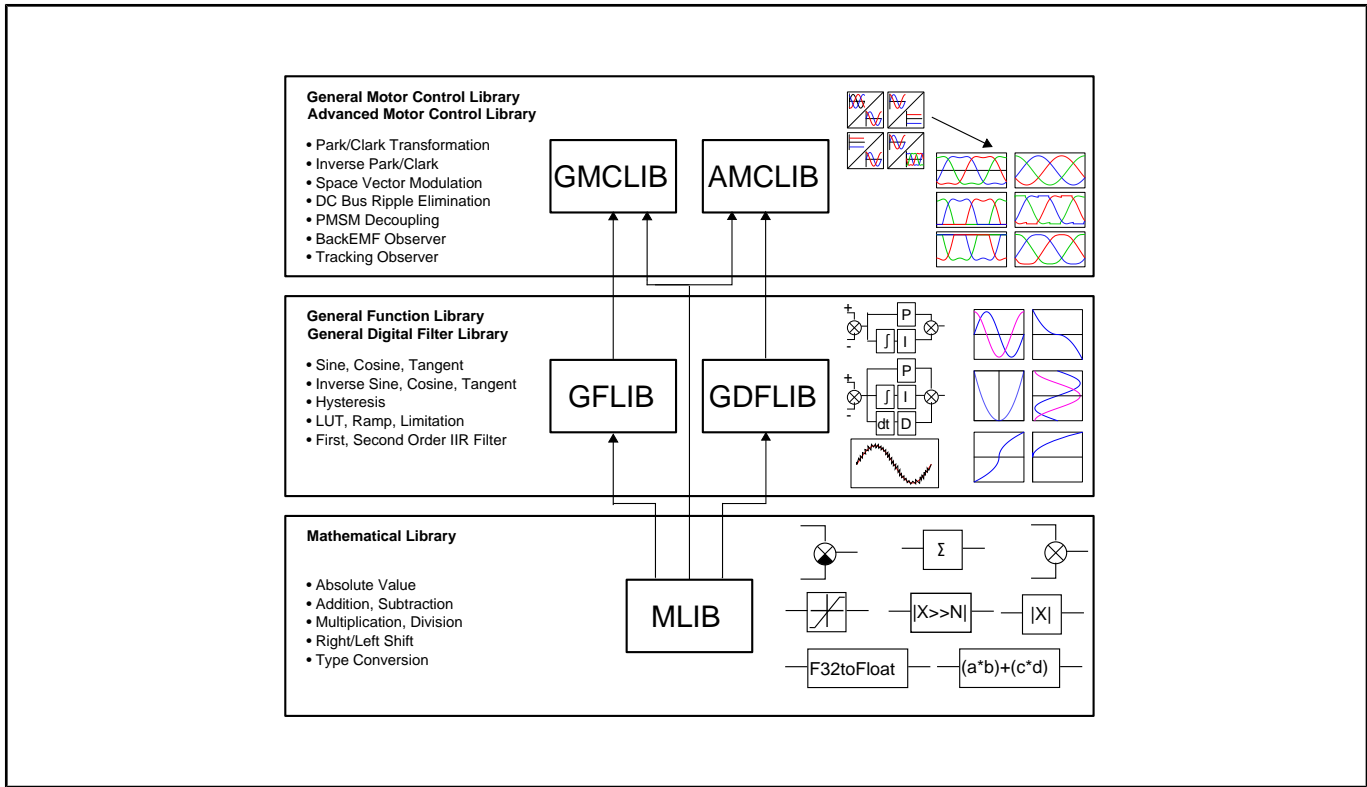 General Motor Control Library
Advanced Motor Control Library
• Park/Clark Transformation
• Inverse Park/Clark
• Space Vector Modulation
• DC Bus Ripple Elimination
• PMSM Decoupling
• BackEMF Observer
• Tracking Observer
GMCLIB
AMCLIB
General Function Library
General Digital Filter Library
• Sine, Cosine, Tangent
• Inverse Sine, Cosine, Tangent
• Hysteresis
• LUT, Ramp, Limitation
• First, Second Order IIR Filter
GFLIB
GDFLIB
+
-
P
∫ I
+
-
P
∫ I
dt D
Mathematical Library
• Absolute Value
• Addition, Subtraction
• Multiplication, Division
• Right/Left Shift
• Type Conversion
MLIB
Σ
|X>>N|
|X|
F32toFloat
(a*b)+(c*d)